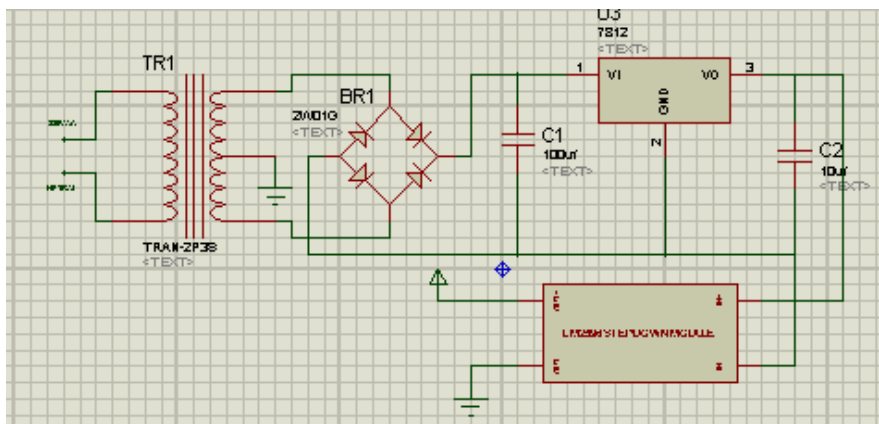 U3
7812
<TEXT>
TR1
1
VI
VO
3
BR1
2W01G
<TEXT>
GND
2
C1
100uf
<TEXT>
C2
10uf
<TEXT>
TRAN-2P3S
<TEXT>